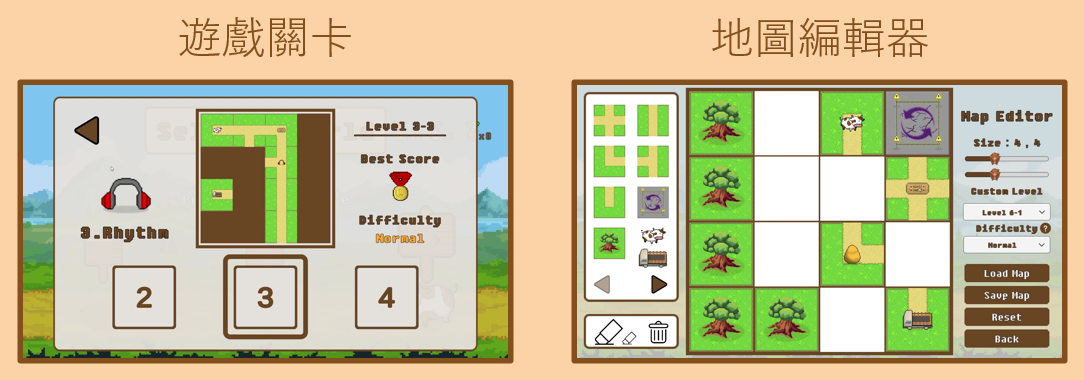 遊戲關卡
地圖編輯器
x8
Level 3-3
Best Score
Difficulty
Normal
3.Rhythm
2
3
4
Map Editor
Size : 4 , 4
Custom Level
Level 6-1
Difficulty ?
Normal
Load Map
Save Map
Reset
Back